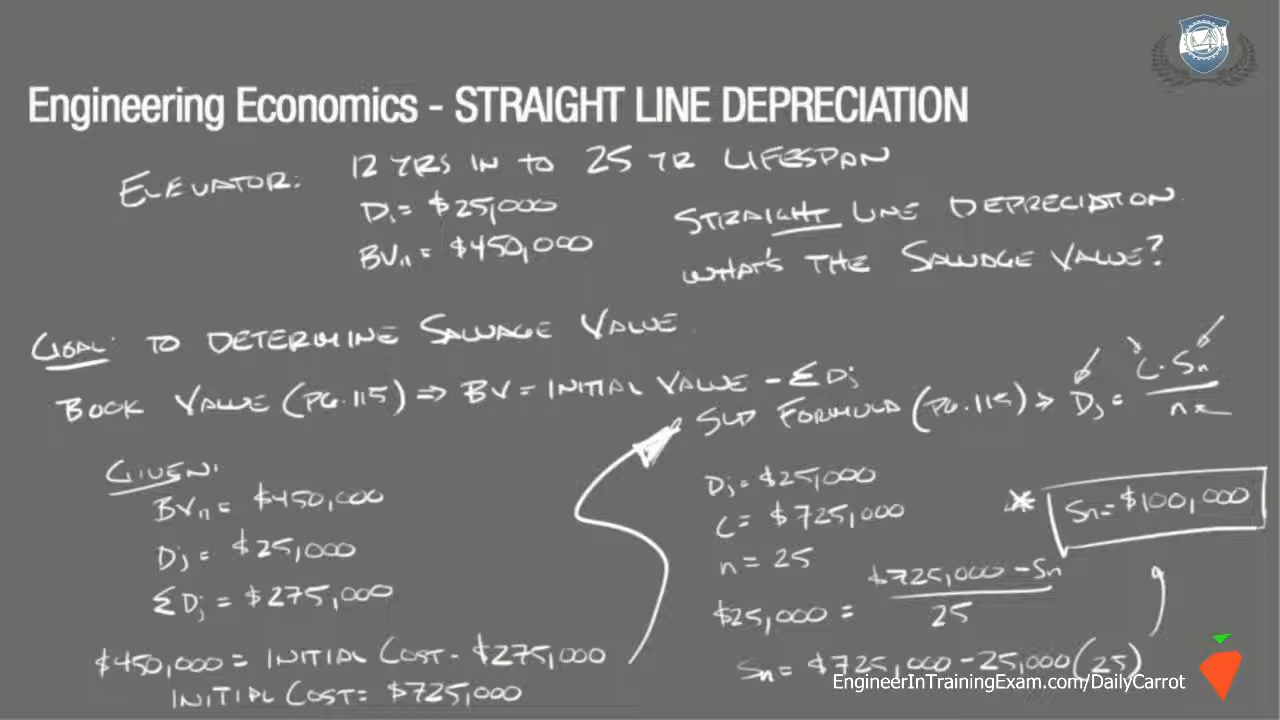 Engineering Economics - STRAIGHT LINE DEPRECIATION
ELEVATOR: 12 YRS IN TO 25 YR LIFESPAN
Dj = $25,000
BV11 = $450,000
STRAIGHT LINE DEPRECIATION
WHAT'S THE SALVAGE VALUE?
GOAL: TO DETERMINE SALVAGE VALUE
BOOK VALUE (PG.115) ⇒ BV = INITIAL VALUE - ΣDj
SLD FORMULA (PG.115) ⇒ Dj = C - Sn / n
GIVEN:
BV11 = $450,000
Dj = $25,000
ΣDj = $275,000
$450,000 = INITIAL COST - $275,000
INITIAL COST = $725,000
Dj = $25,000
C = $725,000
n = 25
$25,000 = $725,000 - Sn / 25
Sn = $725,000 - 25,000(25)
* Sn = $100,000
EngineerInTrainingExam.com/DailyCarrot